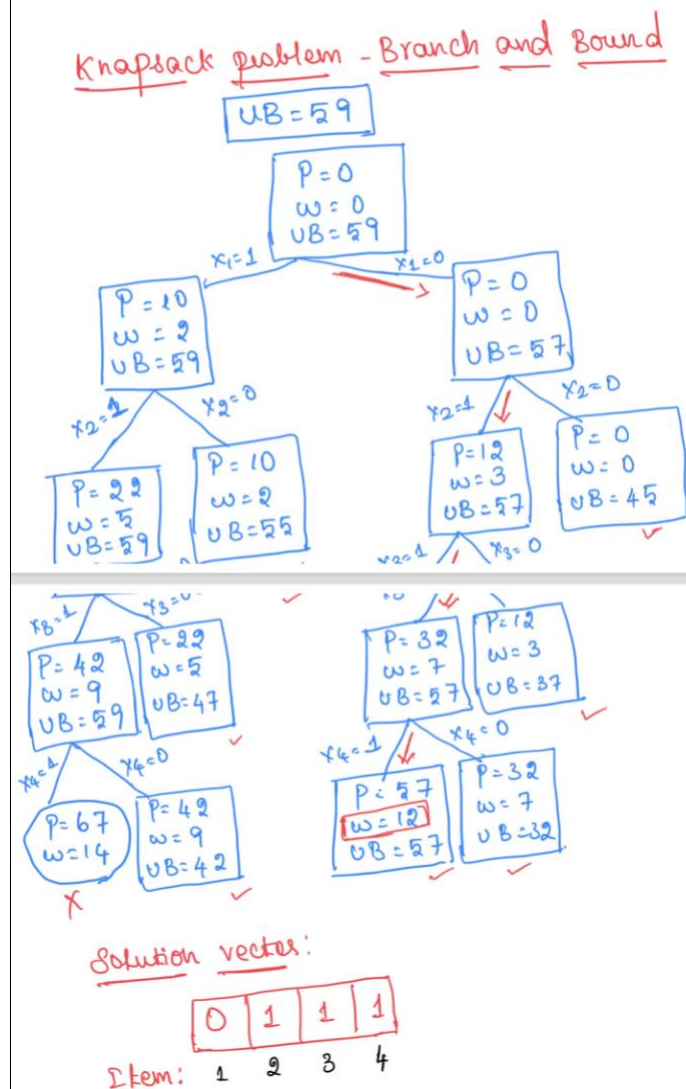 Knapsack problem - Branch and Bound
UB = 59
P = 0
w = 0
UB = 59
x1=1
x1=0
P = 10
w = 2
UB = 59
P = 0
w = 0
UB = 57
x2=1
x2=0
x2=1
x2=0
P = 22
w = 5
UB = 59
P = 10
w = 2
UB = 55
P = 12
w = 3
UB = 57
P = 0
w = 0
UB = 45
x3=0
x3=1
P = 42
w = 9
UB = 59
P = 22
w = 5
UB = 47
P = 32
w = 7
UB = 57
P = 12
w = 3
UB = 37
x4=1
x4=0
x4=1
x4=0
P = 67
w = 14
P = 42
w = 9
UB = 42
P = 57
w = 12
UB = 57
P = 32
w = 7
UB = 32
X
Solution vector:
0 1 1 1
Item: 1 2 3 4